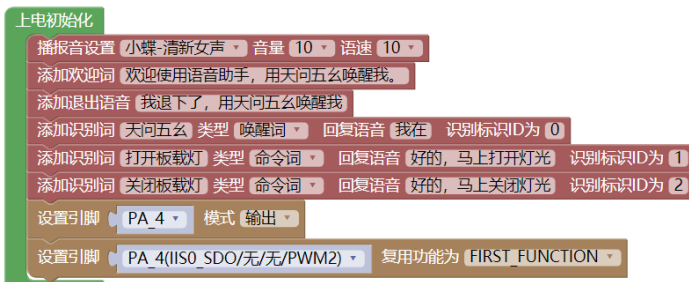 上电初始化
播报音设置 小蝶-清新女声 音量 10 语速 10
添加欢迎词 欢迎使用语音助手，用天问五幺唤醒我。
添加退出语音 我退下了，用天问五幺唤醒我
添加识别词 天问五幺 类型 唤醒词 回复语音 我在 识别标识ID为 0
添加识别词 打开板载灯 类型 命令词 回复语音 好的，马上打开灯光 识别标识ID为 1
添加识别词 关闭板载灯 类型 命令词 回复语音 好的，马上关闭灯光 识别标识ID为 2
设置引脚 PA_4 模式 输出
设置引脚 PA_4(IIS0_SDO/无/无/PWM2) 复用功能为 FIRST_FUNCTION